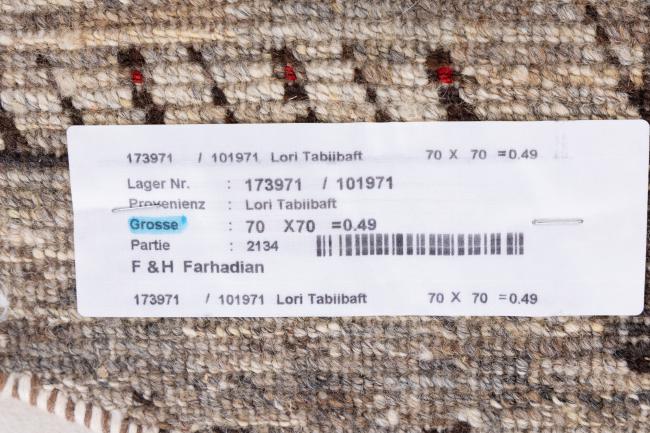 173971 / 101971 Lori Tabiibaft 70 X 70 =0.49
Lager Nr. : 173971 / 101971
Provenienz : Lori Tabiibaft
Grosse : 70 X70 =0.49
Partie : 2134
F & H Farhadian
173971 / 101971 Lori Tabiibaft 70 X 70 =0.49